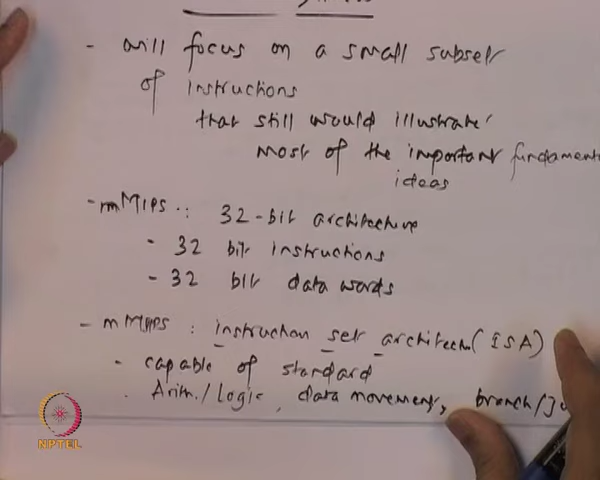 - will focus on a small subset
of instructions
that still would illustrate
most of the important fundament
ideas
- mMIPS : 32-bit architecture
- 32 bit instructions
- 32 bit data words
- mMIPS : instruction set architectu (ISA)
- capable of standard
. Arith./Logic, data movement, branch/Ju
NPTEL